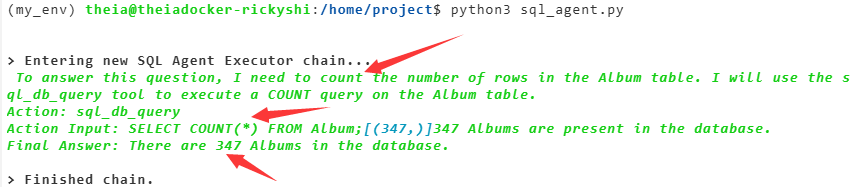 (my_env) theia@theiadocker-rickyshi:/home/project$ python3 sql_agent.py
> Entering new SQL Agent Executor chain...
To answer this question, I need to count the number of rows in the Album table. I will use the s
ql_db_query tool to execute a COUNT query on the Album table.
Action: sql_db_query
Action Input: SELECT COUNT(*) FROM Album;[(347,)]347 Albums are present in the database.
Final Answer: There are 347 Albums in the database.
> Finished chain.